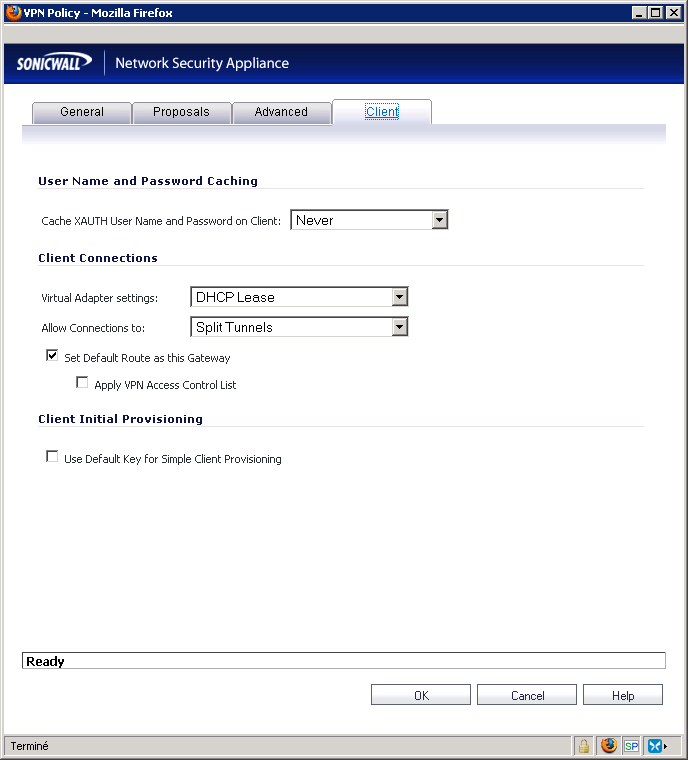 VPN Policy - Mozilla Firefox
SONICWALL
Network Security Appliance
General
Proposals
Advanced
Client
User Name and Password Caching
Cache XAUTH User Name and Password on Client:
Never
Client Connections
Virtual Adapter settings:
DHCP Lease
Allow Connections to:
Split Tunnels
Set Default Route as this Gateway
Apply VPN Access Control List
Client Initial Provisioning
Use Default Key for Simple Client Provisioning
Ready
OK
Cancel
Help
Terminé
SP